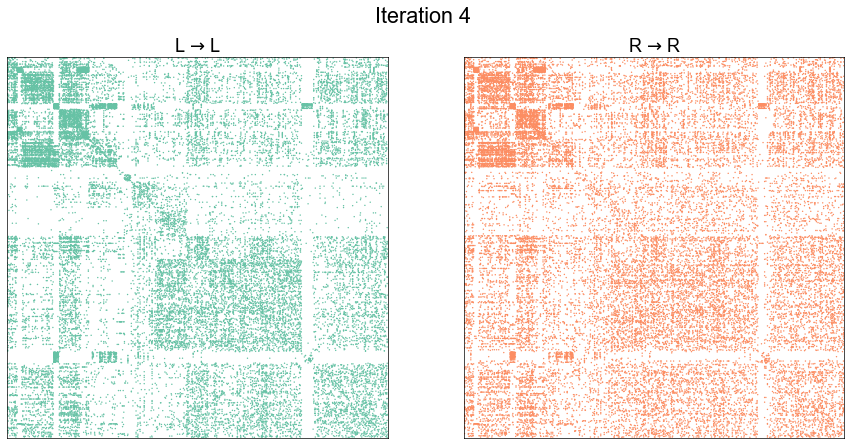 Iteration 4
L → L
R → R